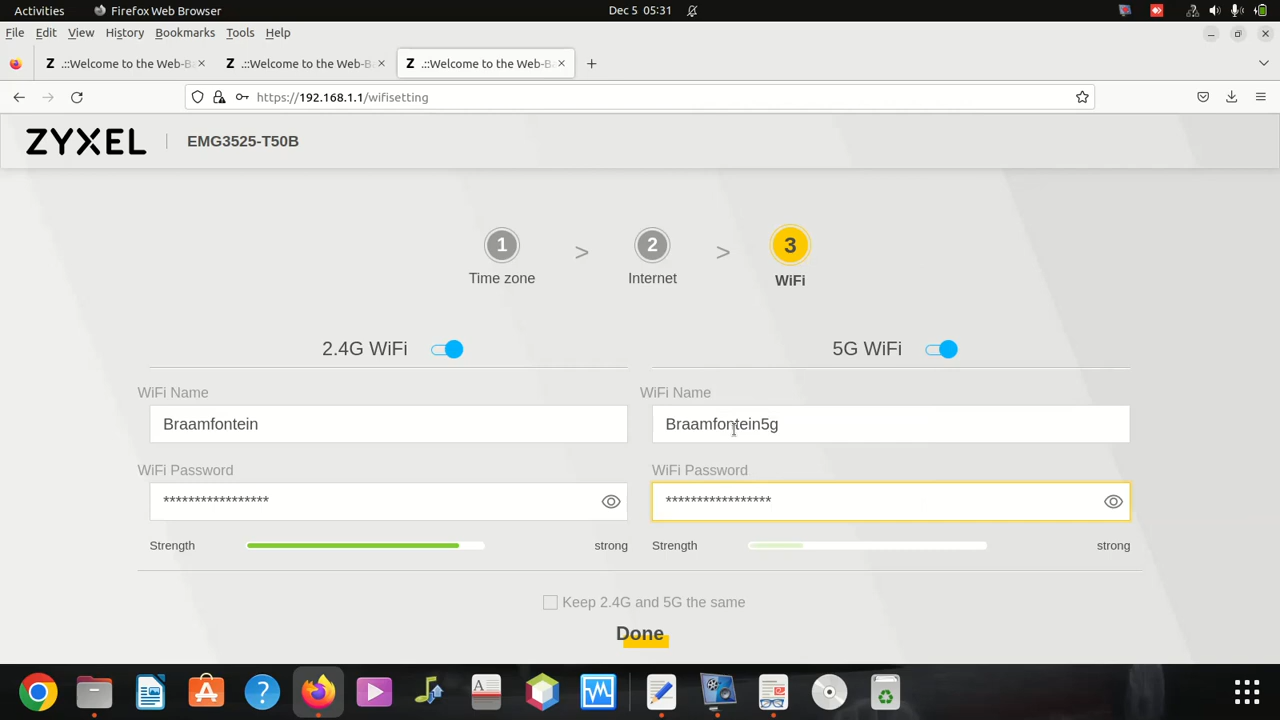 Activities Firefox Web Browser Dec 5 05:31
File Edit View History Bookmarks Tools Help
Z .::Welcome to the Web-Ba Z .::Welcome to the Web-Ba Z .::Welcome to the Web-Ba
https://192.168.1.1/wifisetting
ZYXEL EMG3525-T50B
1 > 2 > 3
Time zone Internet WiFi
2.4G WiFi 5G WiFi
WiFi Name WiFi Name
Braamfontein Braamfontein5g
WiFi Password WiFi Password
***************** *****************
Strength strong Strength strong
Keep 2.4G and 5G the same
Done